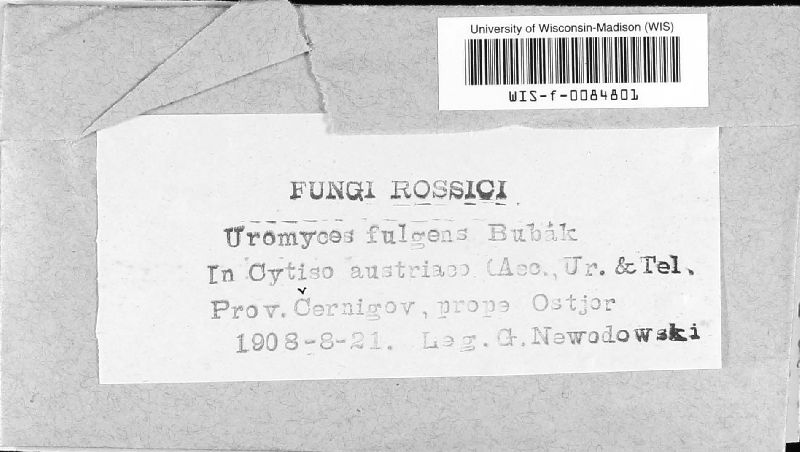 University of Wisconsin-Madison (WIS)
WIS-f-0084801
FUNGI ROSSICI
Uromyces fulgens Bubák
In Cytiso austriaco (Aec., Ur. & Tel.
Prov. Černigov, prope Ostjor
1908-8-21. Leg. G. Newodowski